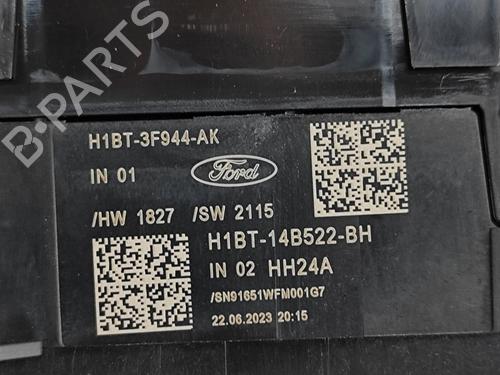 B-PARTS
H1BT-3F944-AK
IN 01
Ford
/HW 1827 /SW 2115
H1BT-14B522-BH
IN 02 HH24A
/SN91651WFM001G7
22.06.2023 20:15